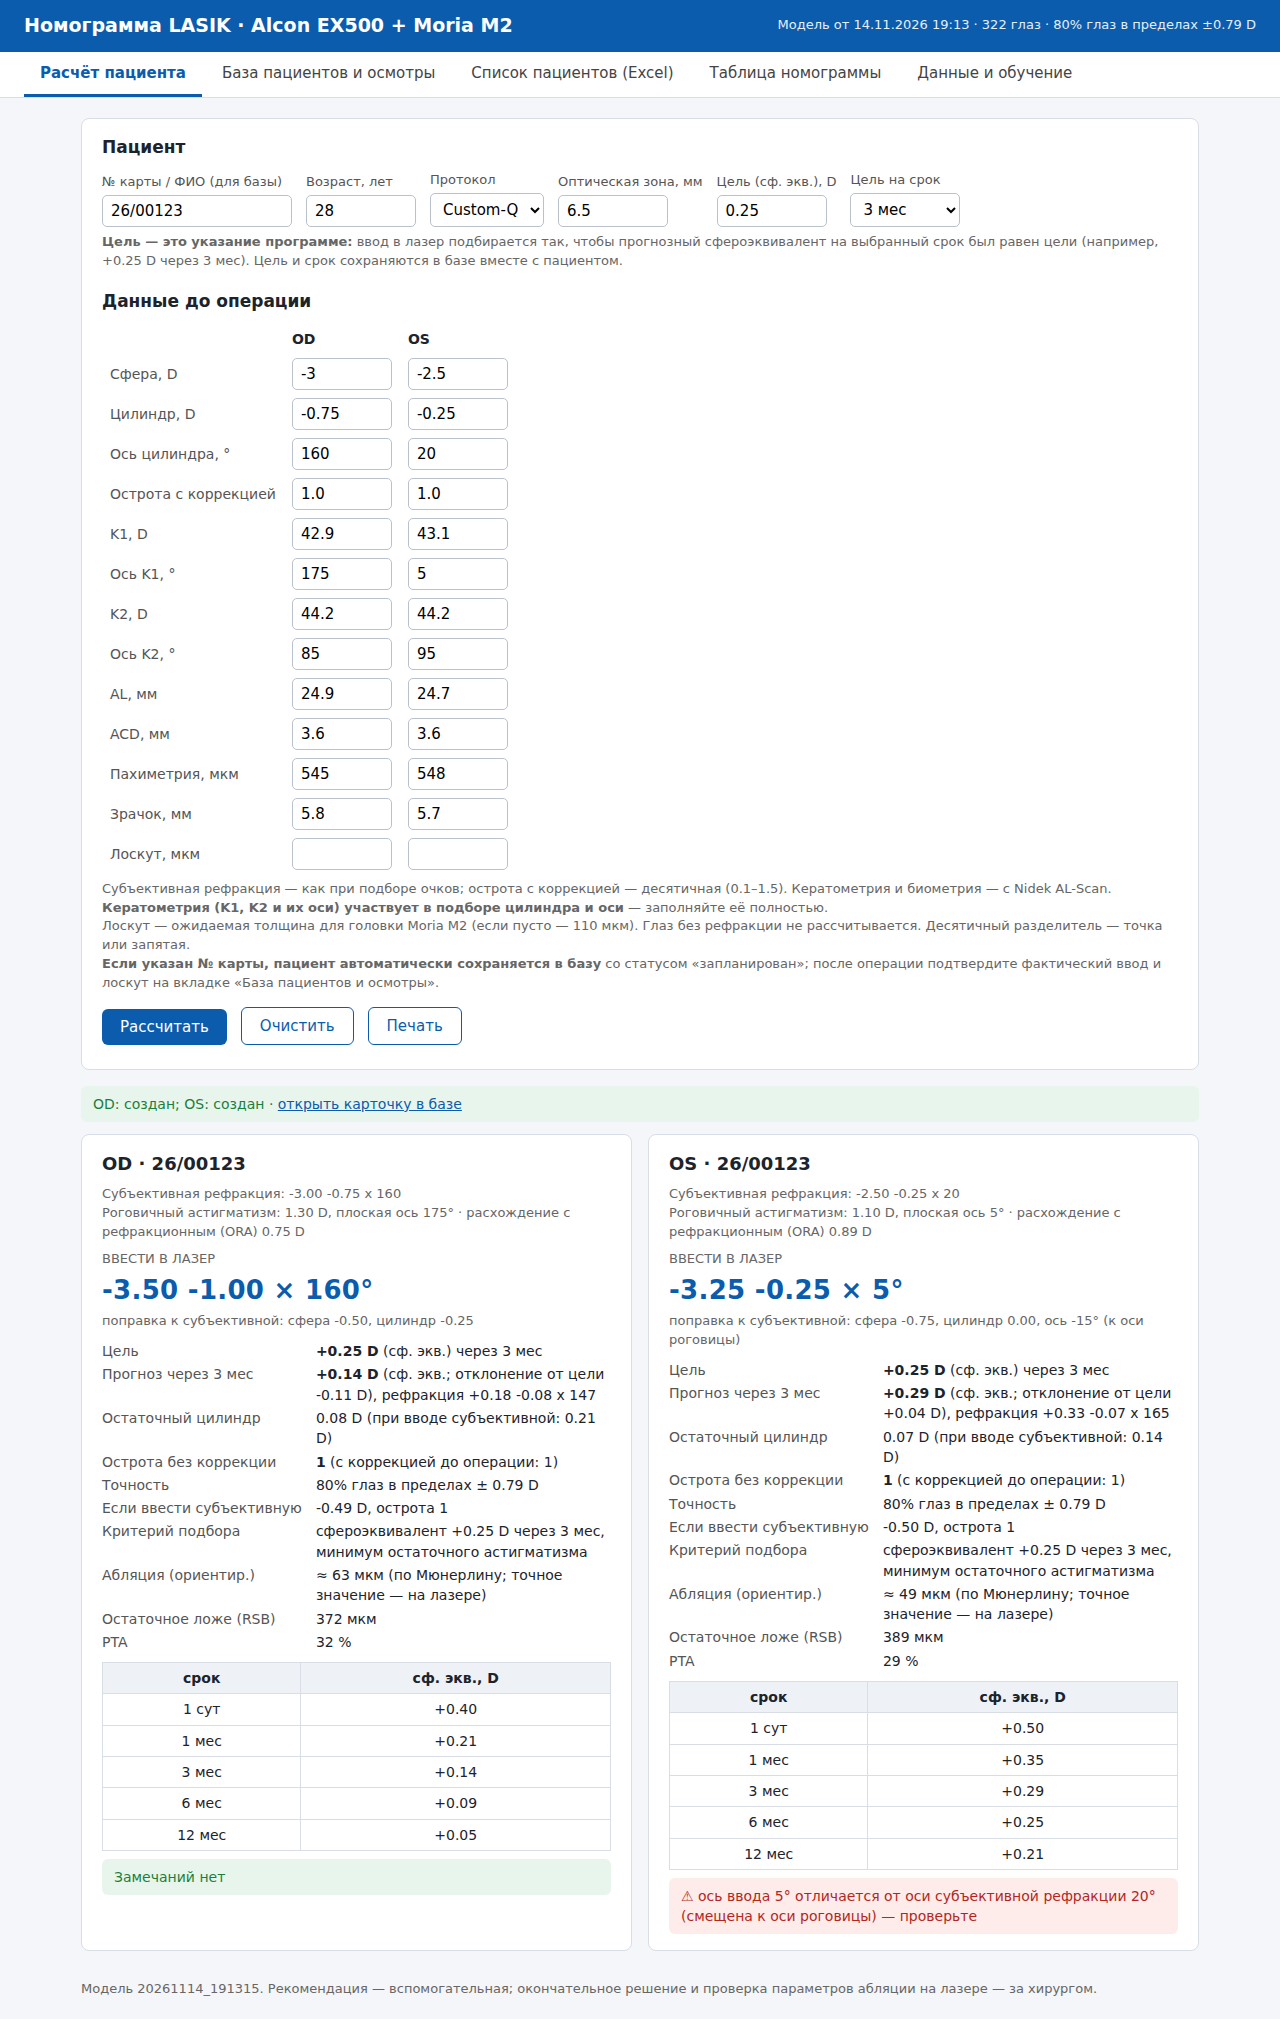 Номограмма LASIK · Alcon EX500 + Moria M2
Модель от 14.11.2026 19:13 · 322 глаз · 80% глаз в пределах ±0.79 D
Расчёт пациента
База пациентов и осмотры
Список пациентов (Excel)
Таблица номограммы
Данные и обучение
Пациент
№ карты / ФИО (для базы)
Возраст, лет
Протокол
Оптическая зона, мм
Цель (сф. экв.), D
Цель на срок
26/00123
28
Custom-Q
6.5
0.25
3 мес
Цель — это указание программе: ввод в лазер подбирается так, чтобы прогнозный сфероэквивалент на выбранный срок был равен цели (например,
+0.25 D через 3 мес). Цель и срок сохраняются в базе вместе с пациентом.
Данные до операции
OD OS
Сфера, D -3 -2.5
Цилиндр, D -0.75 -0.25
Ось цилиндра, ° 160 20
Острота с коррекцией 1.0 1.0
K1, D 42.9 43.1
Ось K1, ° 175 5
K2, D 44.2 44.2
Ось K2, ° 85 95
AL, мм 24.9 24.7
ACD, мм 3.6 3.6
Пахиметрия, мкм 545 548
Зрачок, мм 5.8 5.7
Лоскут, мкм
Субъективная рефракция — как при подборе очков; острота с коррекцией — десятичная (0.1–1.5). Кератометрия и биометрия — с Nidek AL-Scan.
Кератометрия (K1, K2 и их оси) участвует в подборе цилиндра и оси — заполняйте её полностью.
Лоскут — ожидаемая толщина для головки Moria M2 (если пусто — 110 мкм). Глаз без рефракции не рассчитывается. Десятичный разделитель — точка
или запятая.
Если указан № карты, пациент автоматически сохраняется в базу со статусом «запланирован»; после операции подтвердите фактический ввод и
лоскут на вкладке «База пациентов и осмотры».
Рассчитать
Очистить
Печать
OD: создан; OS: создан · открыть карточку в базе
OD · 26/00123
Субъективная рефракция: -3.00 -0.75 x 160
Роговичный астигматизм: 1.30 D, плоская ось 175° · расхождение с
рефракционным (ORA) 0.75 D
ВВЕСТИ В ЛАЗЕР
-3.50 -1.00 × 160°
поправка к субъективной: сфера -0.50, цилиндр -0.25
Цель +0.25 D (сф. экв.) через 3 мес
Прогноз через 3 мес +0.14 D (сф. экв.; отклонение от цели
-0.11 D), рефракция +0.18 -0.08 x 147
Остаточный цилиндр 0.08 D (при вводе субъективной: 0.21
D)
Острота без коррекции 1 (с коррекцией до операции: 1)
Точность 80% глаз в пределах ± 0.79 D
Если ввести субъективную -0.49 D, острота 1
Критерий подбора сфероэквивалент +0.25 D через 3 мес,
минимум остаточного астигматизма
Абляция (ориентир.) ≈ 63 мкм (по Мюнерлину; точное
значение — на лазере)
Остаточное ложе (RSB) 372 мкм
PTA 32 %
срок сф. экв., D
1 сут +0.40
1 мес +0.21
3 мес +0.14
6 мес +0.09
12 мес +0.05
Замечаний нет
OS · 26/00123
Субъективная рефракция: -2.50 -0.25 x 20
Роговичный астигматизм: 1.10 D, плоская ось 5° · расхождение с
рефракционным (ORA) 0.89 D
ВВЕСТИ В ЛАЗЕР
-3.25 -0.25 × 5°
поправка к субъективной: сфера -0.75, цилиндр 0.00, ось -15° (к оси
роговицы)
Цель +0.25 D (сф. экв.) через 3 мес
Прогноз через 3 мес +0.29 D (сф. экв.; отклонение от цели
+0.04 D), рефракция +0.33 -0.07 x 165
Остаточный цилиндр 0.07 D (при вводе субъективной: 0.14
D)
Острота без коррекции 1 (с коррекцией до операции: 1)
Точность 80% глаз в пределах ± 0.79 D
Если ввести субъективную -0.50 D, острота 1
Критерий подбора сфероэквивалент +0.25 D через 3 мес,
минимум остаточного астигматизма
Абляция (ориентир.) ≈ 49 мкм (по Мюнерлину; точное
значение — на лазере)
Остаточное ложе (RSB) 389 мкм
PTA 29 %
срок сф. экв., D
1 сут +0.50
1 мес +0.35
3 мес +0.29
6 мес +0.25
12 мес +0.21
⚠ ось ввода 5° отличается от оси субъективной рефракции 20°
(смещена к оси роговицы) — проверьте
Модель 20261114_191315. Рекомендация — вспомогательная; окончательное решение и проверка параметров абляции на лазере — за хирургом.